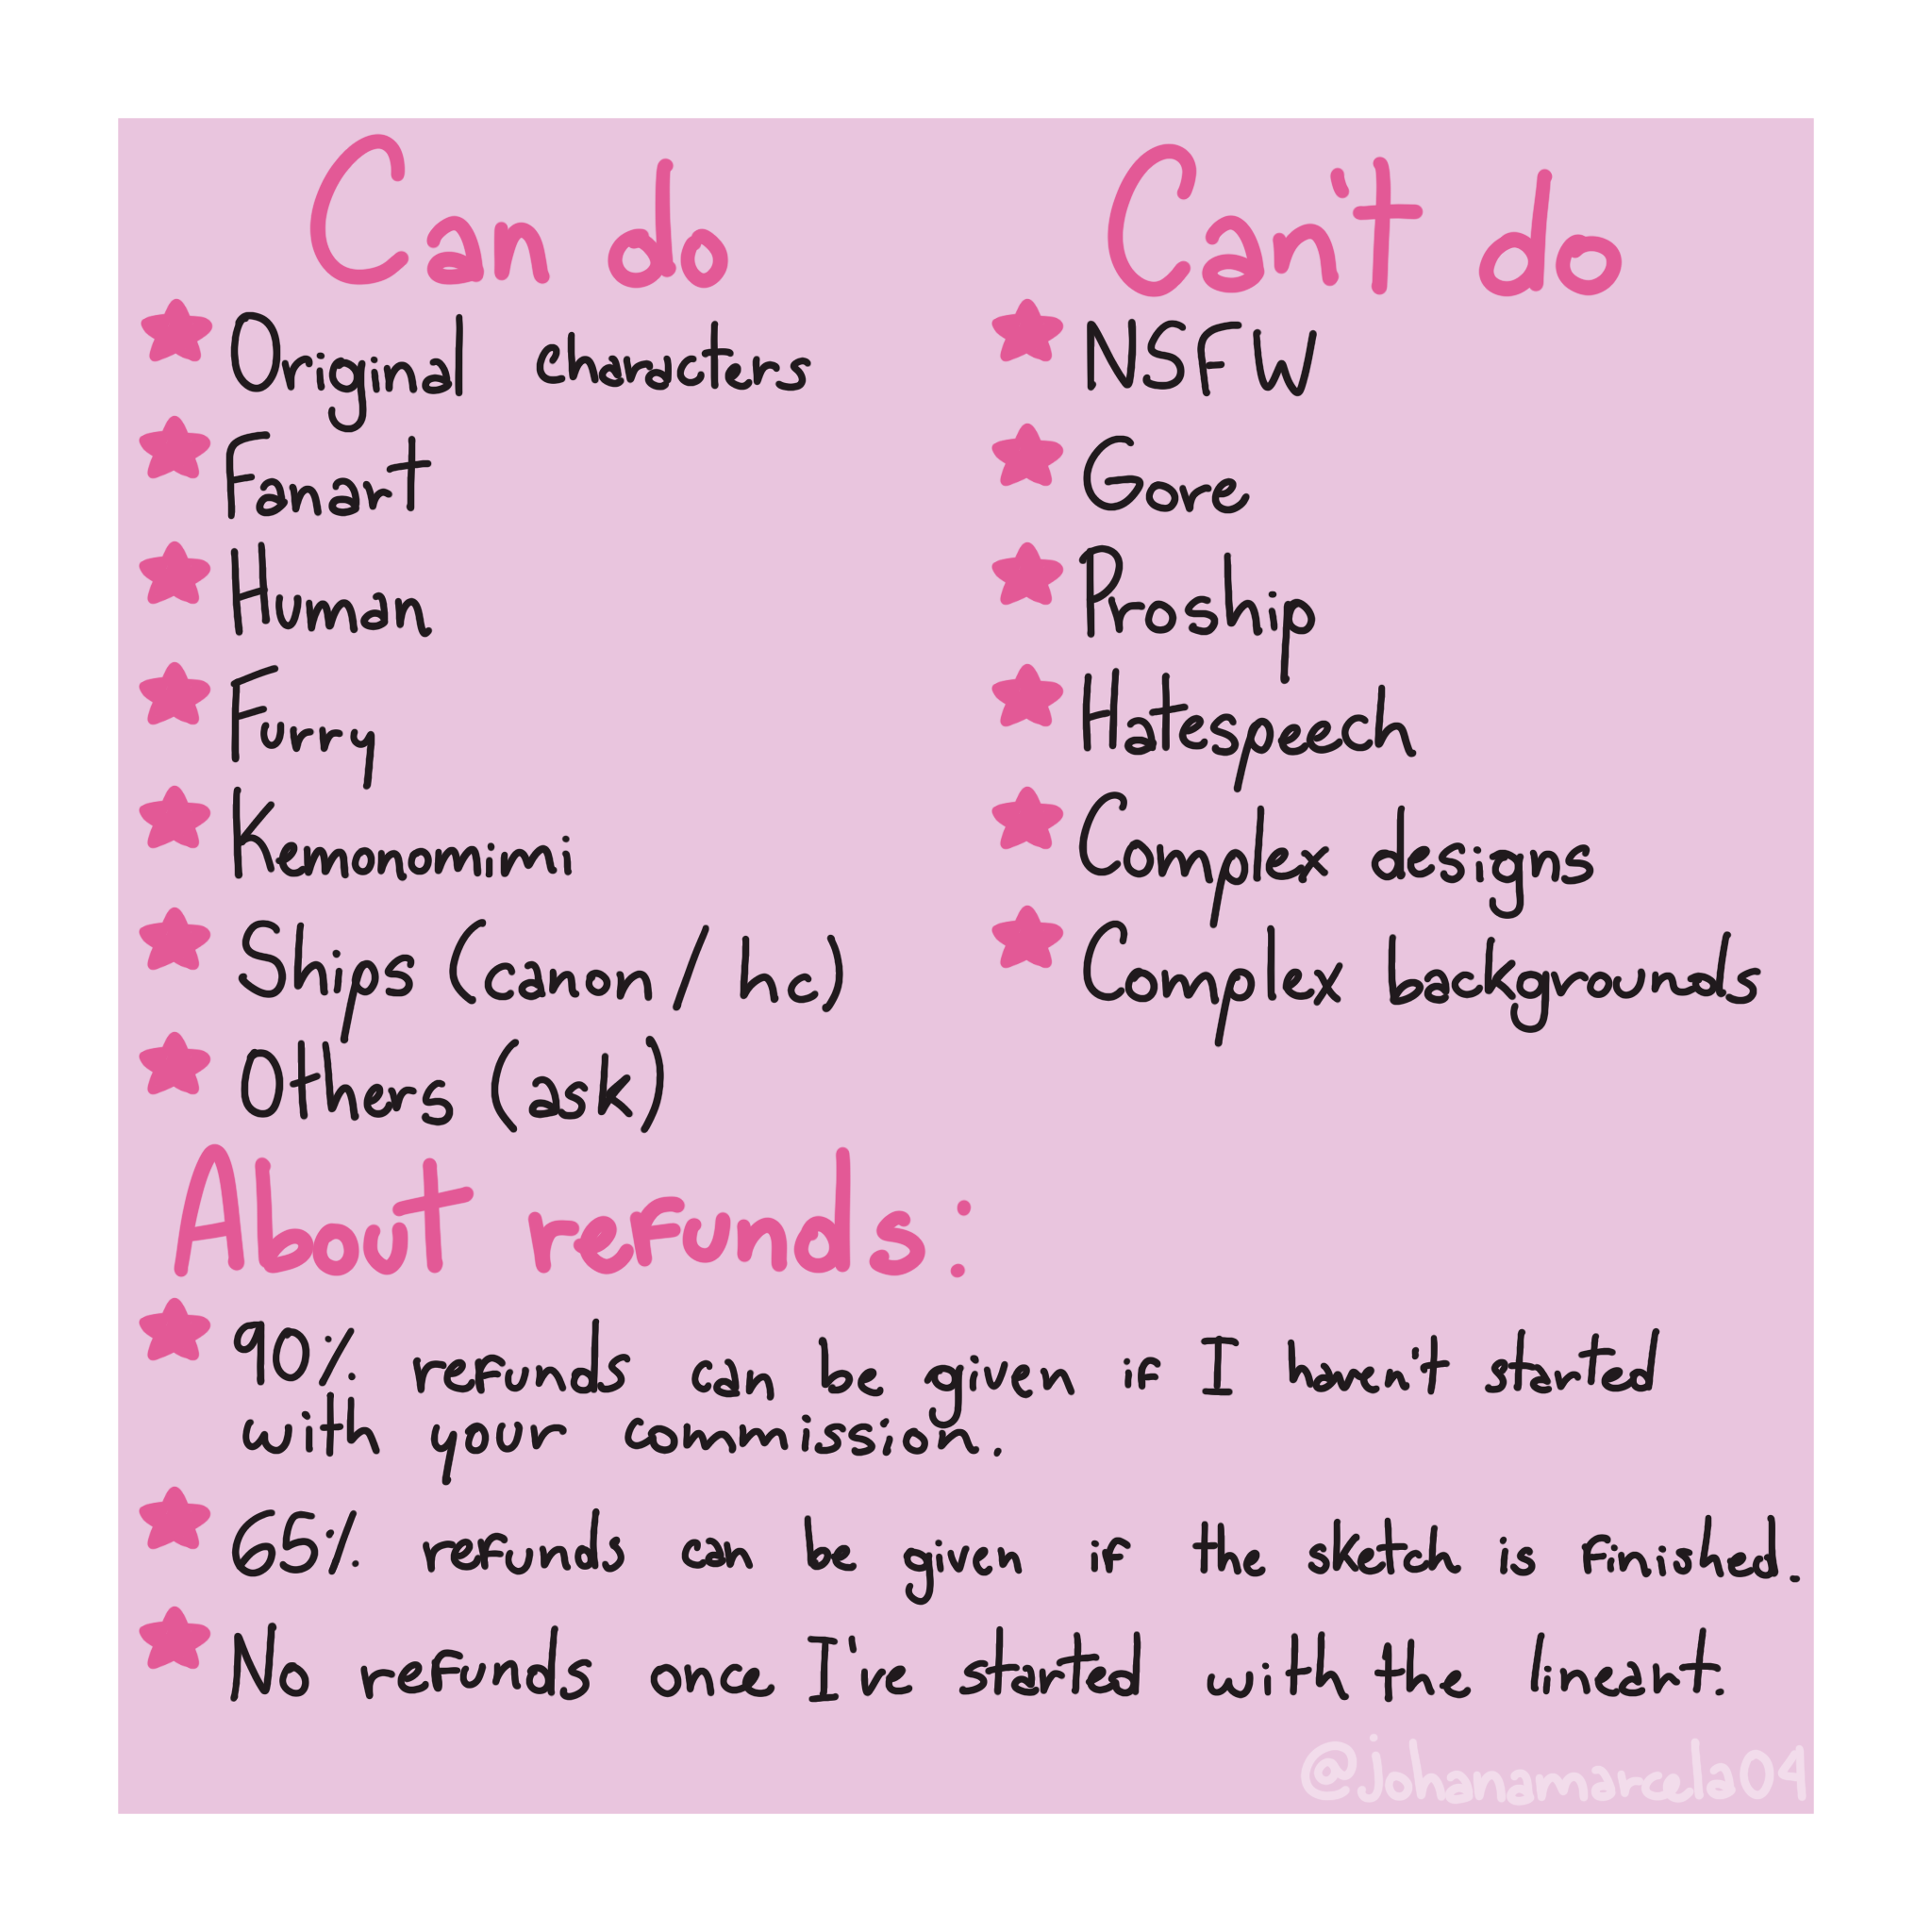 Can do
Original characters
Fanart
Human
Furry
Kemonomimi
Ships (canon/hc)
Others (ask)
Can't do
NSFW
Gore
Proship
Hatespeech
Complex designs
Complex backgrounds
About refunds:
90% refunds can be given if I haven't started
with your commission.
65% refunds can be given if the sketch is finished.
No refunds once I've started with the lineart.
@johanamarcela04